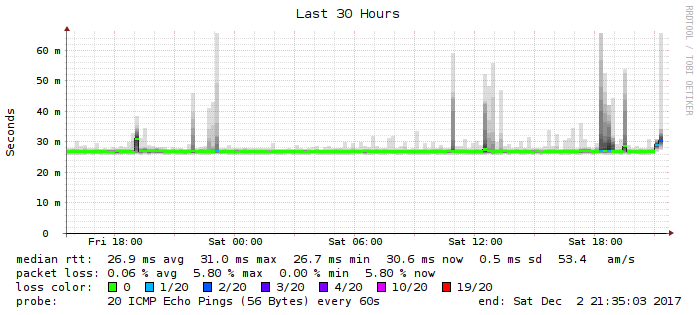 Last 30 Hours
RRDTOOL / TOBI OETIKER
Seconds
60 m
50 m
40 m
30 m
20 m
10 m
0
Fri 18:00 Sat 00:00 Sat 06:00 Sat 12:00 Sat 18:00
median rtt: 26.9 ms avg 31.0 ms max 26.7 ms min 30.6 ms now 0.5 ms sd 53.4 am/s
packet loss: 0.06 % avg 5.80 % max 0.00 % min 5.80 % now
loss color: 0 1/20 2/20 3/20 4/20 10/20 19/20
probe: 20 ICMP Echo Pings (56 Bytes) every 60s end: Sat Dec 2 21:35:03 2017